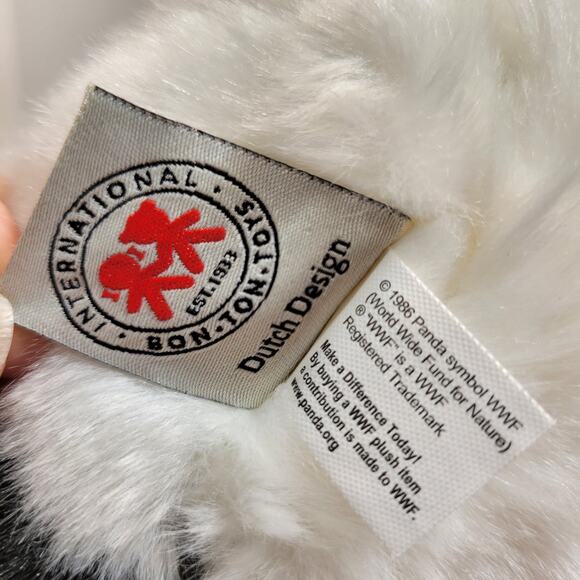 INTERNATIONAL · BON·TON·TOYS ·
EST.1933
Dutch Design
© 1986 Panda symbol WWF
(World Wide Fund for Nature)
® "WWF" is a WWF
Registered Trademark
Make a Difference Today!
By buying a WWF plush item
a contribution is made to WWF.
www.panda.org